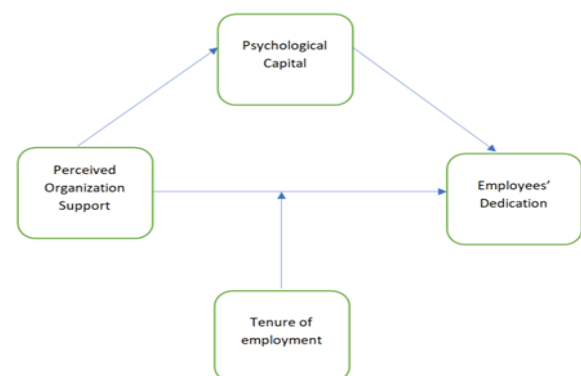 Psychological
Capital
Perceived
Organization
Support
Employees'
Dedication
Tenure of
employment